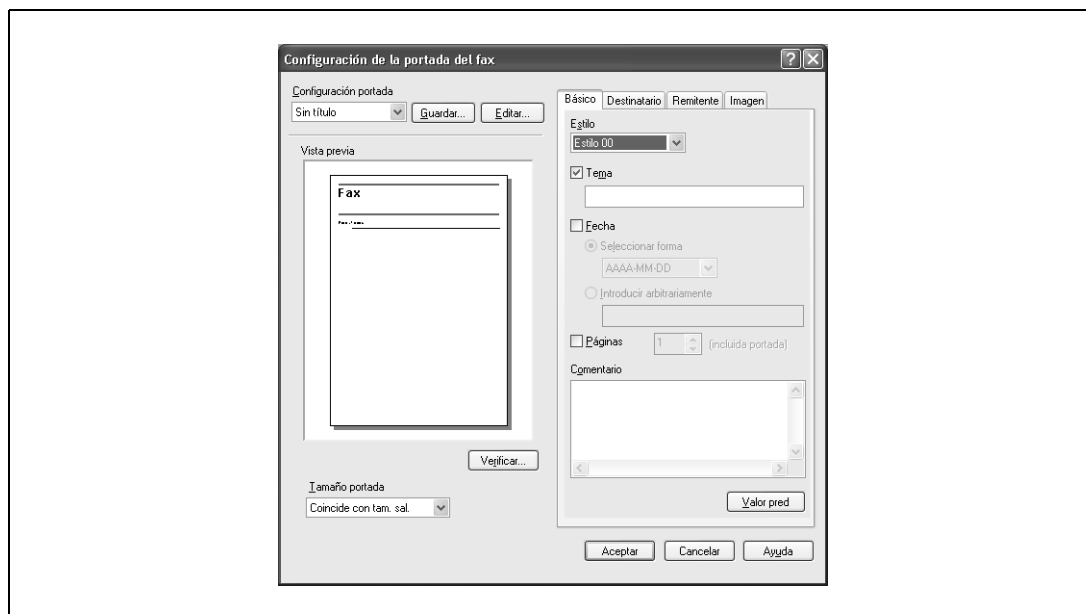 Configuración de la portada del fax
Configuración portada
Sin título
Guardar...
Editar...
Vista previa
Fax
Verificar...
Tamaño portada
Coincide con tam. sal.
Básico
Destinatario
Remitente
Imagen
Estilo
Estilo 00
Tema
Fecha
Seleccionar forma
AAAA-MM-DD
Introducir arbitrariamente
Páginas
1
(incluida portada)
Comentario
Valor pred
Aceptar
Cancelar
Ayuda